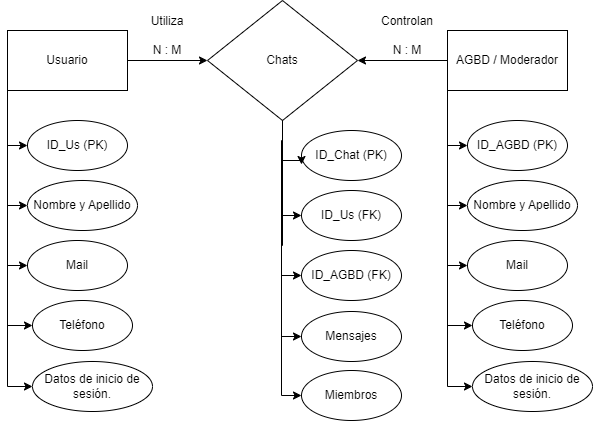 Utiliza
Controlan
N : M
N : M
Usuario
Chats
AGBD / Moderador
ID_Us (PK)
Nombre y Apellido
Mail
Teléfono
Datos de inicio de
sesión.
ID_Chat (PK)
ID_Us (FK)
ID_AGBD (FK)
Mensajes
Miembros
ID_AGBD (PK)
Nombre y Apellido
Mail
Teléfono
Datos de inicio de
sesión.